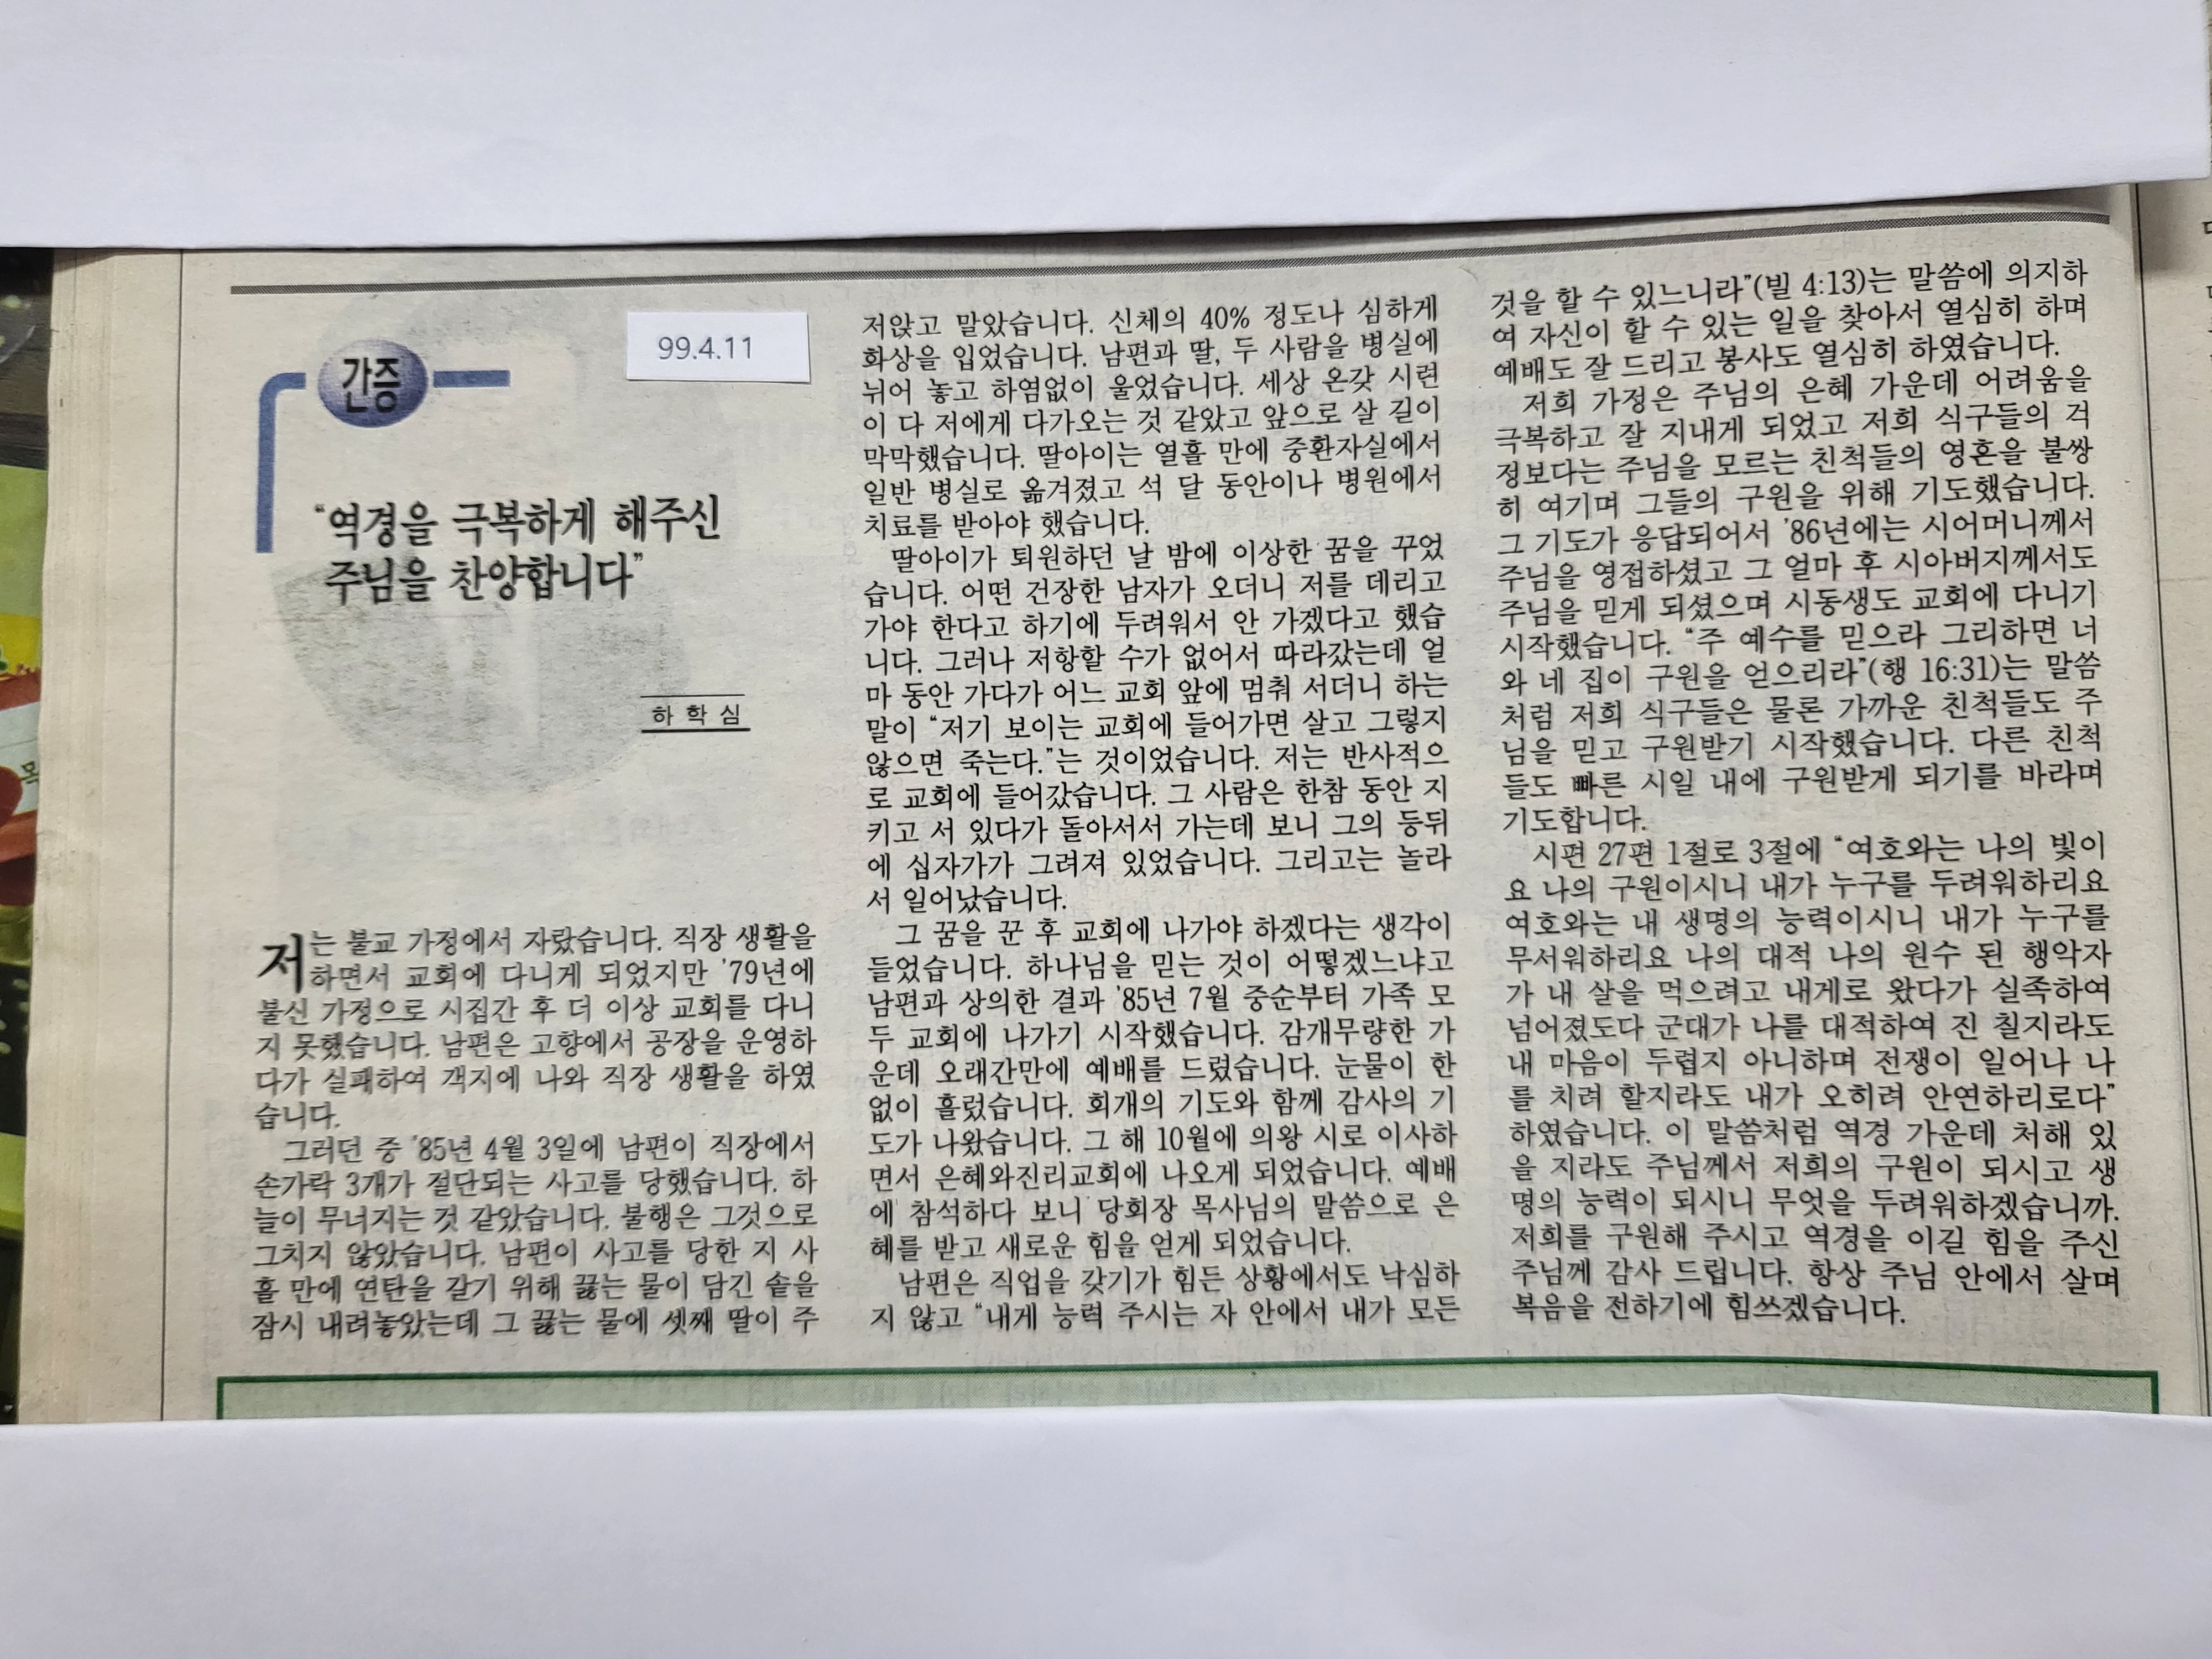 간증
99.4.11
“역경을 극복하게 해주신
주님을 찬양합니다”
하 학 심
저는 불교 가정에서 자랐습니다. 직장 생활을
하면서 교회에 다니게 되었지만 '79년에
불신 가정으로 시집간 후 더 이상 교회를 다니
지 못했습니다. 남편은 고향에서 공장을 운영하
다가 실패하여 객지에 나와 직장 생활을 하였
습니다.
그러던 중 '85년 4월 3일에 남편이 직장에서
손가락 3개가 절단되는 사고를 당했습니다. 하
늘이 무너지는 것 같았습니다. 불행은 그것으로
그치지 않았습니다. 남편이 사고를 당한 지 사
흘 만에 연탄을 갈기 위해 끓는 물이 담긴 솥을
잠시 내려놓았는데 그 끓는 물에 셋째 딸이 주
저앉고 말았습니다. 신체의 40% 정도나 심하게
화상을 입었습니다. 남편과 딸, 두 사람을 병실에
뉘어 놓고 하염없이 울었습니다. 세상 온갖 시련
이 다 저에게 다가오는 것 같았고 앞으로 살 길이
막막했습니다. 딸아이는 열흘 만에 중환자실에서
일반 병실로 옮겨졌고 석 달 동안이나 병원에서
치료를 받아야 했습니다.
딸아이가 퇴원하던 날 밤에 이상한 꿈을 꾸었
습니다. 어떤 건장한 남자가 오더니 저를 데리고
가야 한다고 하기에 두려워서 안 가겠다고 했습
니다. 그러나 저항할 수가 없어서 따라갔는데 얼
마 동안 가다가 어느 교회 앞에 멈춰 서더니 하는
말이 “저기 보이는 교회에 들어가면 살고 그렇지
않으면 죽는다.”는 것이었습니다. 저는 반사적으
로 교회에 들어갔습니다. 그 사람은 한참 동안 지
키고 서 있다가 돌아서서 가는데 보니 그의 등뒤
에 십자가가 그려져 있었습니다. 그리고는 놀라
서 일어났습니다.
그 꿈을 꾼 후 교회에 나가야 하겠다는 생각이
들었습니다. 하나님을 믿는 것이 어떻겠느냐고
남편과 상의한 결과 '85년 7월 중순부터 가족 모
두 교회에 나가기 시작했습니다. 감개무량한 가
운데 오래간만에 예배를 드렸습니다. 눈물이 한
없이 흘렀습니다. 회개의 기도와 함께 감사의 기
도가 나왔습니다. 그 해 10월에 의왕 시로 이사하
면서 은혜와진리교회에 나오게 되었습니다. 예배
에 참석하다 보니 당회장 목사님의 말씀으로 은
혜를 받고 새로운 힘을 얻게 되었습니다.
남편은 직업을 갖기가 힘든 상황에서도 낙심하
지 않고 “내게 능력 주시는 자 안에서 내가 모든
것을 할 수 있느니라”(빌 4:13)는 말씀에 의지하
여 자신이 할 수 있는 일을 찾아서 열심히 하며
예배도 잘 드리고 봉사도 열심히 하였습니다.
저희 가정은 주님의 은혜 가운데 어려움을
극복하고 잘 지내게 되었고 저희 식구들의 걱
정보다는 주님을 모르는 친척들의 영혼을 불쌍
히 여기며 그들의 구원을 위해 기도했습니다.
그 기도가 응답되어서 '86년에는 시어머니께서
주님을 영접하셨고 그 얼마 후 시아버지께서도
주님을 믿게 되셨으며 시동생도 교회에 다니기
시작했습니다. “주 예수를 믿으라 그리하면 너
와 네 집이 구원을 얻으리라”(행 16:31)는 말씀
처럼 저희 식구들은 물론 가까운 친척들도 주
님을 믿고 구원받기 시작했습니다. 다른 친척
들도 빠른 시일 내에 구원받게 되기를 바라며
기도합니다.
시편 27편 1절로 3절에 “여호와는 나의 빛이
요 나의 구원이시니 내가 누구를 두려워하리요
여호와는 내 생명의 능력이시니 내가 누구를
무서워하리요 나의 대적 나의 원수 된 행악자
가 내 살을 먹으려고 내게로 왔다가 실족하여
넘어졌도다 군대가 나를 대적하여 진 칠지라도
내 마음이 두렵지 아니하며 전쟁이 일어나 나
를 치려 할지라도 내가 오히려 안연하리로다”
하였습니다. 이 말씀처럼 역경 가운데 처해 있
을 지라도 주님께서 저희의 구원이 되시고 생
명의 능력이 되시니 무엇을 두려워하겠습니까.
저희를 구원해 주시고 역경을 이길 힘을 주신
주님께 감사 드립니다. 항상 주님 안에서 살며
복음을 전하기에 힘쓰겠습니다.